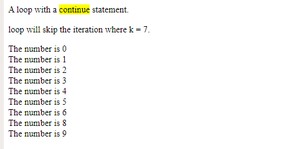 A loop with a continue statement.
loop will skip the iteration where k = 7.
The number is 0
The number is 1
The number is 2
The number is 3
The number is 4
The number is 5
The number is 6
The number is 8
The number is 9